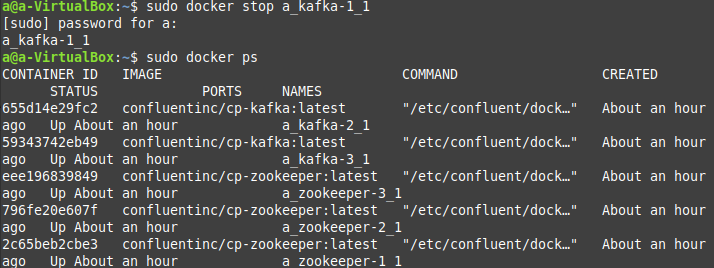 a@a-VirtualBox:~$ sudo docker stop a_kafka-1_1
[sudo] password for a:
a_kafka-1_1
a@a-VirtualBox:~$ sudo docker ps
CONTAINER ID   IMAGE                              COMMAND                  CREATED
      STATUS             PORTS     NAMES
655d14e29fc2   confluentinc/cp-kafka:latest       "/etc/confluent/dock…"   About an hour
ago   Up About an hour             a_kafka-2_1
59343742eb49   confluentinc/cp-kafka:latest       "/etc/confluent/dock…"   About an hour
ago   Up About an hour             a_kafka-3_1
eee196839849   confluentinc/cp-zookeeper:latest   "/etc/confluent/dock…"   About an hour
ago   Up About an hour             a_zookeeper-3_1
796fe20e607f   confluentinc/cp-zookeeper:latest   "/etc/confluent/dock…"   About an hour
ago   Up About an hour             a_zookeeper-2_1
2c65beb2cbe3   confluentinc/cp-zookeeper:latest   "/etc/confluent/dock…"   About an hour
ago   Up About an hour             a_zookeeper-1_1